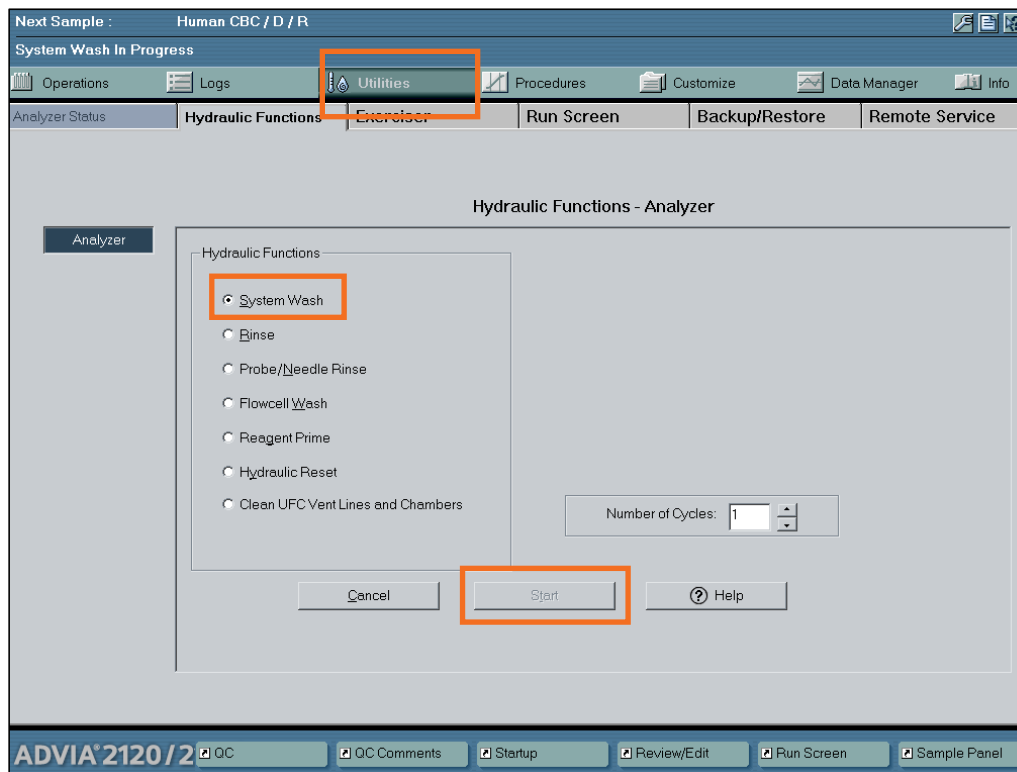 Next Sample : Human CBC / D / R
System Wash In Progress
Operations Logs Utilities Procedures Customize Data Manager Info
Analyzer Status Hydraulic Functions Exerciser Run Screen Backup/Restore Remote Service
Hydraulic Functions - Analyzer
Analyzer
Hydraulic Functions
System Wash
Rinse
Probe/Needle Rinse
Flowcell Wash
Reagent Prime
Hydraulic Reset
Clean UFC Vent Lines and Chambers
Number of Cycles: 1
Cancel Start Help
ADVIA® 2120 / 2 QC QC Comments Startup Review/Edit Run Screen Sample Panel